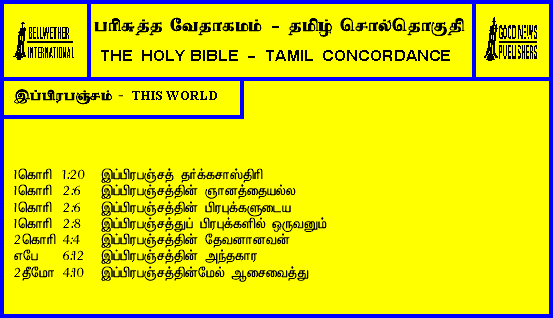 BELLWETHER
INTERNATIONAL
பரிசுத்த வேதாகமம் - தமிழ் சொல்தொகுதி
THE HOLY BIBLE - TAMIL CONCORDANCE
GOOD NEWS
PUBLISHERS
இப்பிரபஞ்சம் - THIS WORLD
1கொரி 1:20 இப்பிரபஞ்சத் தர்க்கசாஸ்திரி
1கொரி 2:6 இப்பிரபஞ்சத்தின் ஞானத்தையல்ல
1கொரி 2:6 இப்பிரபஞ்சத்தின் பிரபுக்களுடைய
1கொரி 2:8 இப்பிரபஞ்சத்துப் பிரபுக்களில் ஒருவனும்
2கொரி 4:4 இப்பிரபஞ்சத்தின் தேவனானவன்
எபே 6:12 இப்பிரபஞ்சத்தின் அந்தகார
2தீமோ 4:10 இப்பிரபஞ்சத்தின்மேல் ஆசைவைத்து